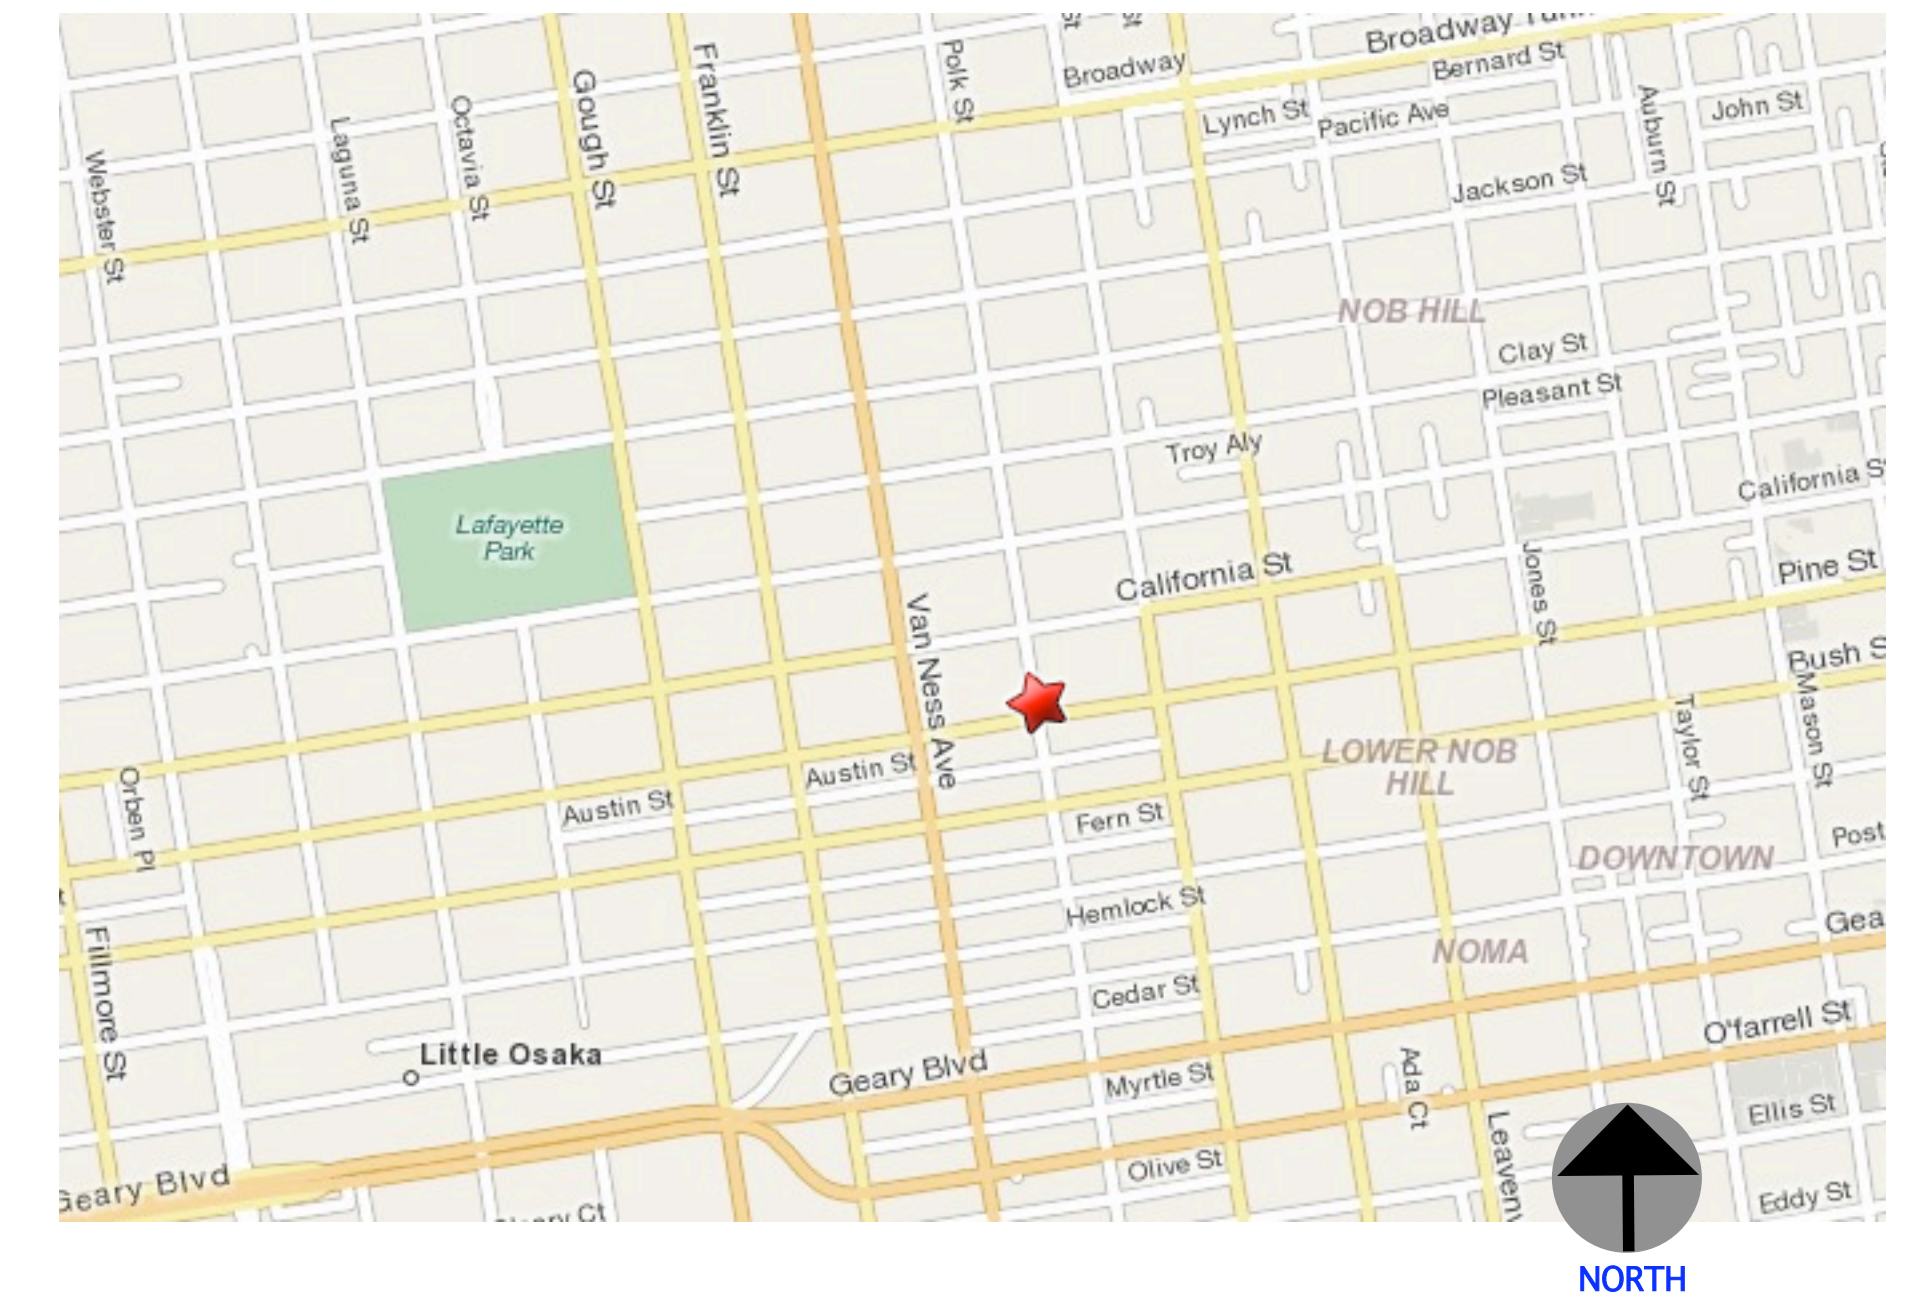 St
St
Broadway Tunn
Polk St
Franklin St
Broadway
Bernard St
Gough St
Lynch St
Pacific Ave
Auburn St
John St
Octavia St
Laguna St
Webster St
Jackson St
NOB HILL
Clay St
Pleasant St
Troy Aly
California S
Lafayette
Park
California St
Jones St
Pine St
Van Ness Ave
Bush S
Mason St
Taylor St
LOWER NOB
HILL
Austin St
Austin St
Orben Pl
Fern St
Post
DOWNTOWN
Hemlock St
Gea
Fillmore St
NOMA
Cedar St
O'farrell St
Little Osaka
Geary Blvd
Myrtle St
Ada Ct
Ellis St
Leavenw
Olive St
Geary Blvd
Eddy St
NORTH